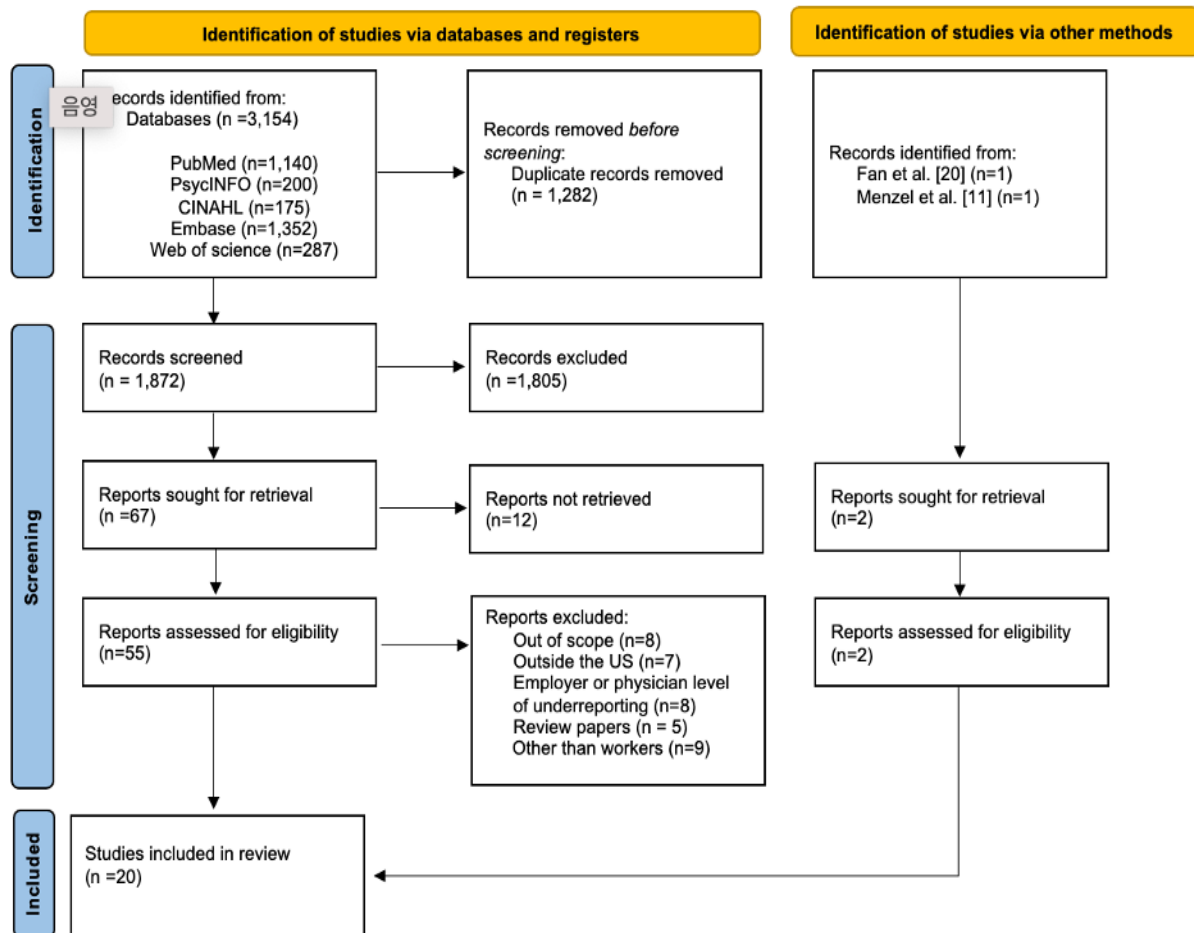 Identification of studies via databases and registers
Identification of studies via other methods
Identification
음영
ecords identified from:
Databases (n =3,154)
PubMed (n=1,140)
PsycINFO (n=200)
CINAHL (n=175)
Embase (n=1,352)
Web of science (n=287)
Records removed before
screening:
Duplicate records removed
(n = 1,282)
Records identified from:
Fan et al. [20] (n=1)
Menzel et al. [11] (n=1)
Screening
Records screened
(n = 1,872)
Records excluded
(n =1,805)
Reports sought for retrieval
(n =67)
Reports not retrieved
(n=12)
Reports sought for retrieval
(n=2)
Reports assessed for eligibility
(n=55)
Reports excluded:
Out of scope (n=8)
Outside the US (n=7)
Employer or physician level
of underreporting (n=8)
Review papers (n = 5)
Other than workers (n=9)
Reports assessed for eligibility
(n=2)
Included
Studies included in review
(n =20)